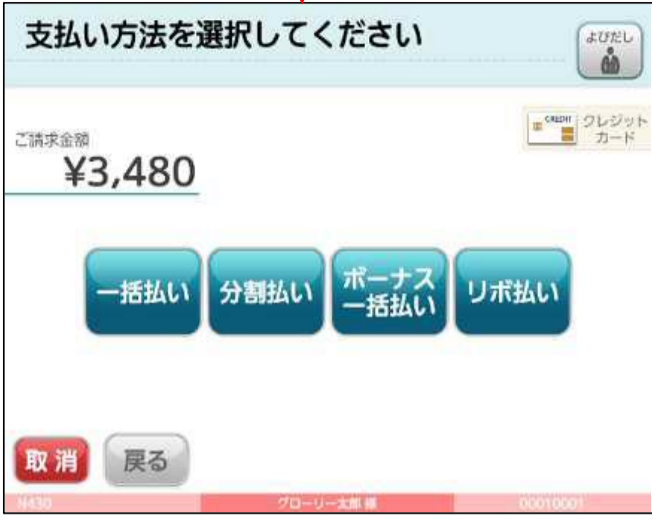 支払い方法を選択してください
よびだし
CREDIT
クレジット
カード
ご請求金額
¥3,480
一括払い
分割払い
ボーナス
一括払い
リボ払い
取消
戻る
N430
グローリー太郎 様
00010001